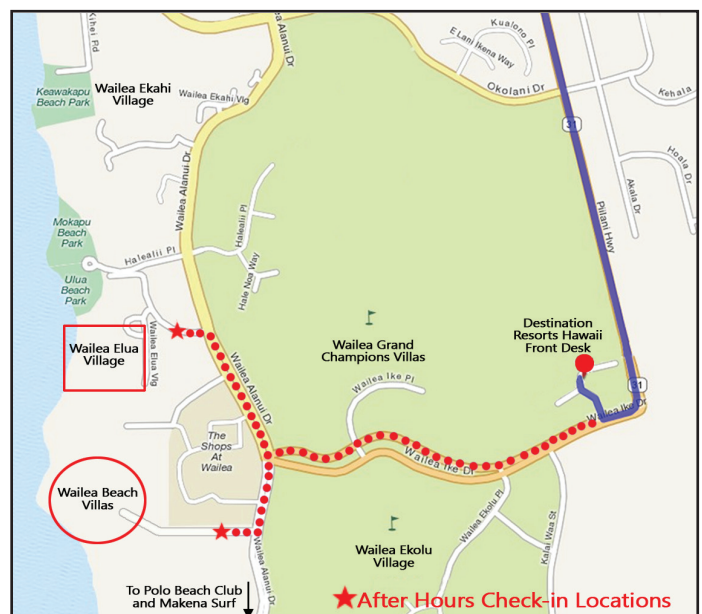 Kihei Rd
ea Alanui Dr
Kualono Pl
E Lani Ikena Way
Okolani Dr
Kehala
Keawakapu
Beach Park
Wailea Ekahi
Village
Wailea Ekahi Vlg
31
Hoala Dr
Akala Dr
Piilani Hwy
Wailea Alanui Dr
Mokapu
Beach
Park
Halealii Pl
Halealii Pl
Hale Noa Way
Ulua
Beach
Park
Wailea Elua
Village
Wailea Elua Vlg
Wailea Alanui Dr
Wailea Grand
Champions Villas
Destination
Resorts Hawaii
Front Desk
Wailea Ike Pl
31
Wailea Ike Dr
The
Shops
At
Wailea
Wailea Ike Dr
Wailea Beach
Villas
Wailea Ekolu Pl
Kalai Waa St
Wailea Ekolu
Village
Wailea Alanui Dr
To Polo Beach Club
and Makena Surf
After Hours Check-in Locations